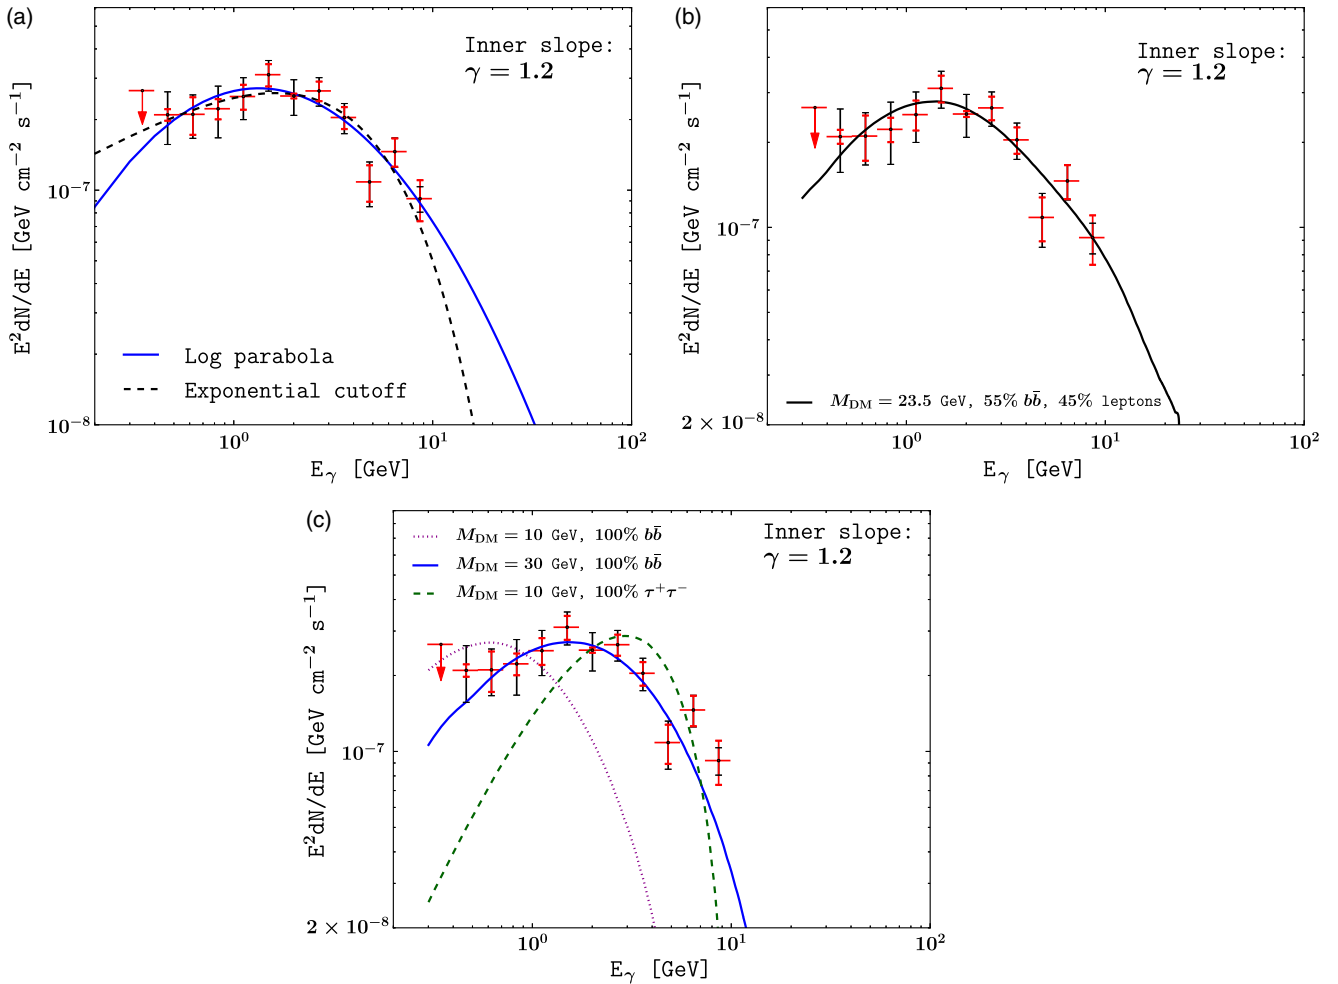 (a)
Inner slope:
γ = 1.2
E²dN/dE [GeV cm⁻² s⁻¹]
10⁻⁷
10⁻⁸
Log parabola
Exponential cutoff
10⁰
10¹
10²
E_γ [GeV]
(b)
Inner slope:
γ = 1.2
E²dN/dE [GeV cm⁻² s⁻¹]
10⁻⁷
2 × 10⁻⁸
M_DM = 23.5 GeV, 55% bb̄, 45% leptons
10⁰
10¹
10²
E_γ [GeV]
(c)
M_DM = 10 GeV, 100% bb̄
M_DM = 30 GeV, 100% bb̄
M_DM = 10 GeV, 100% τ⁺τ⁻
Inner slope:
γ = 1.2
E²dN/dE [GeV cm⁻² s⁻¹]
10⁻⁷
2 × 10⁻⁸
10⁰
10¹
10²
E_γ [GeV]